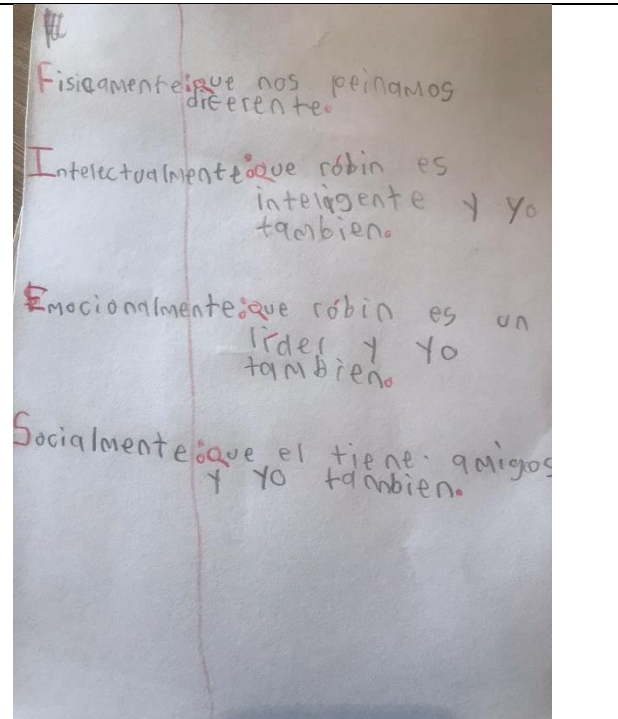 Fisicamente:que nos peinamos
diferente.
Intelectualmente:que róbin es
inteligente y yo
tambien.
Emocionalmente:que róbin es un
lider y yo
tambien.
Socialmente:que el tiene amigos
y yo tambien.